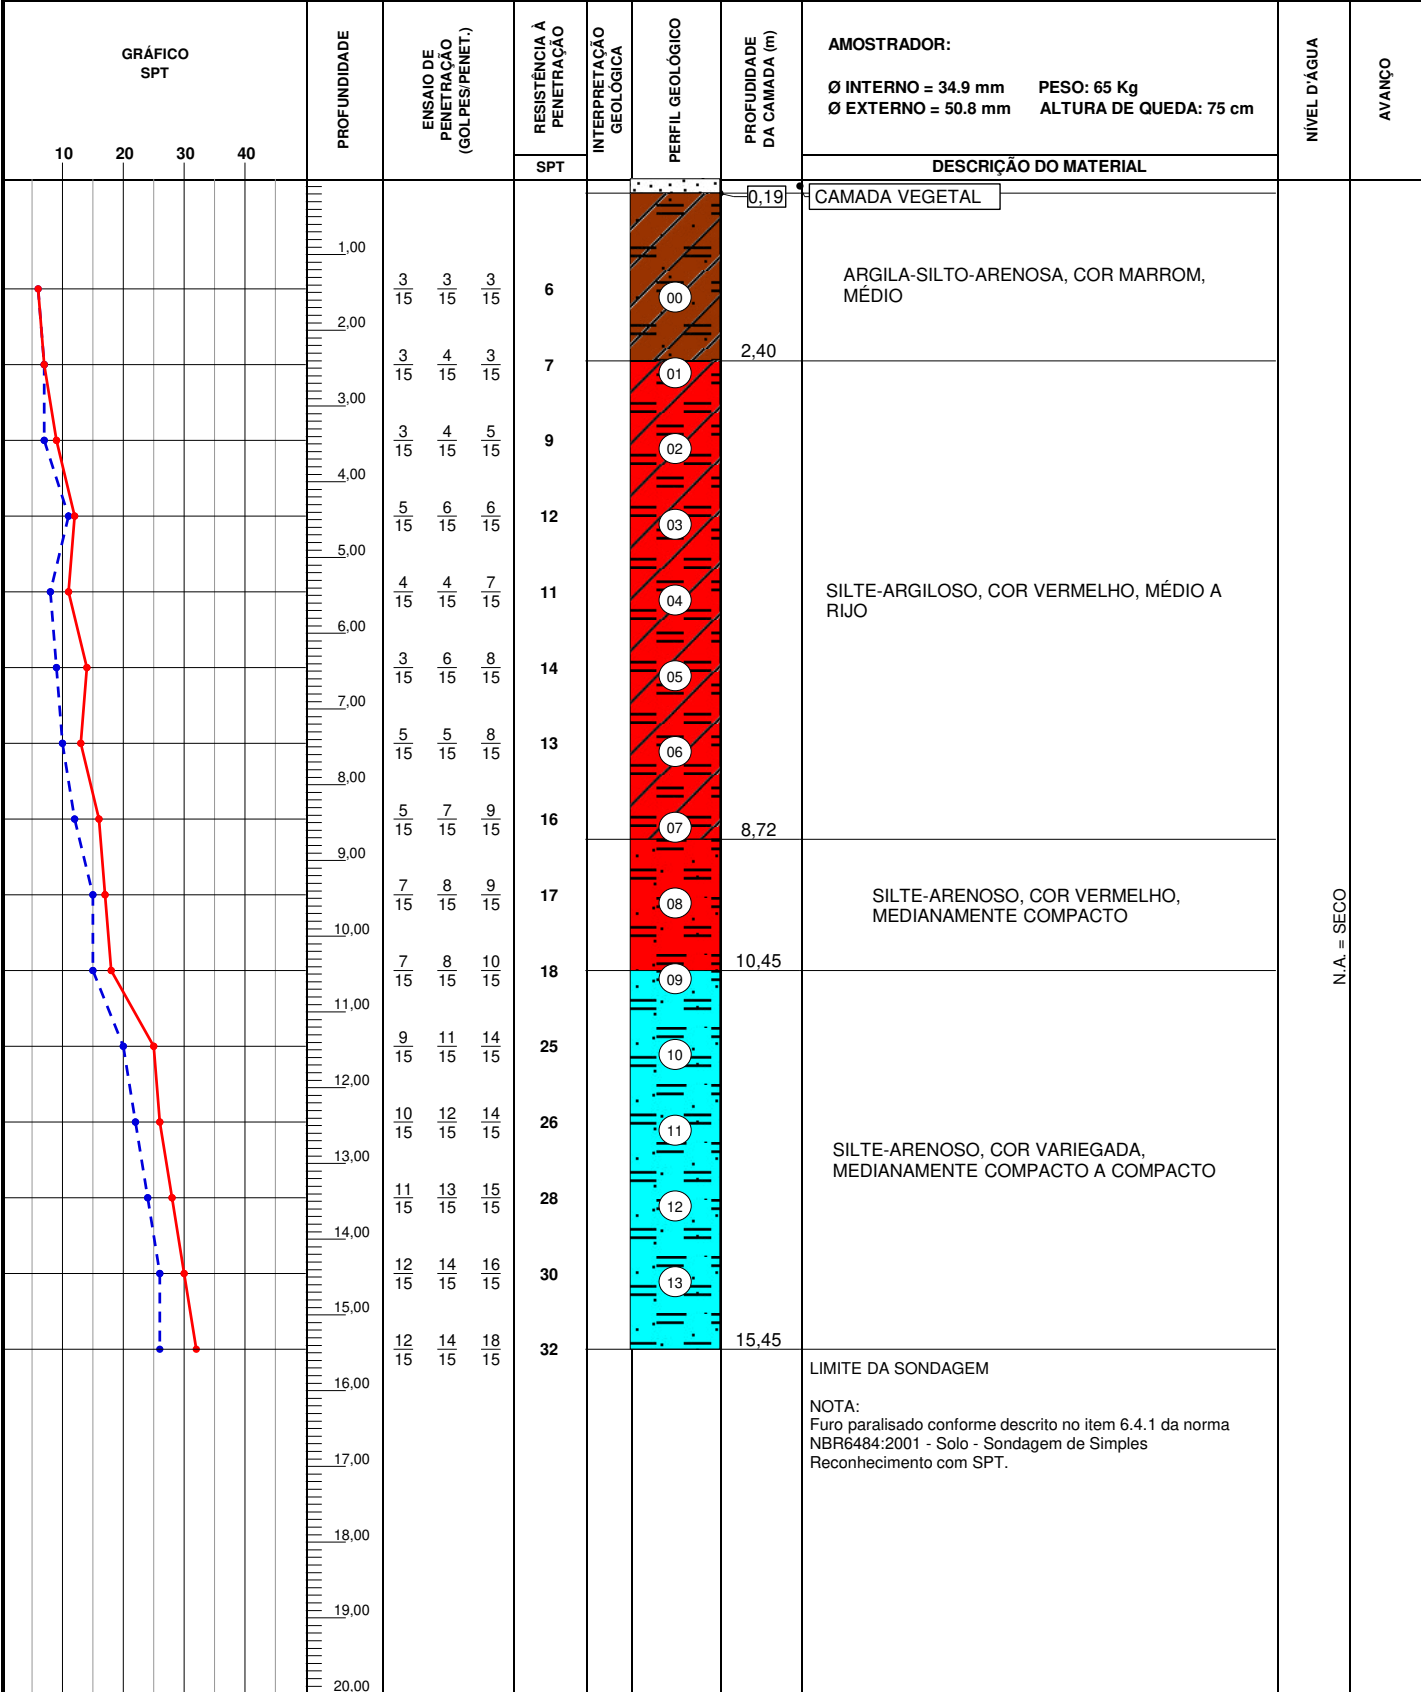 GRÁFICO
SPT
10 20 30 40
PROFUNDIDADE
ENSAIO DE
PENETRAÇÃO
(GOLPES/PENET.)
RESISTÊNCIA À
PENETRAÇÃO
SPT
INTERPRETAÇÃO
GEOLÓGICA
PERFIL GEOLÓGICO
PROFUDIDADE
DA CAMADA (m)
AMOSTRADOR:
Ø INTERNO = 34.9 mm PESO: 65 Kg
Ø EXTERNO = 50.8 mm ALTURA DE QUEDA: 75 cm
DESCRIÇÃO DO MATERIAL
NÍVEL D'ÁGUA
AVANÇO
0,19 CAMADA VEGETAL
1,00
ARGILA-SILTO-ARENOSA, COR MARROM,
MÉDIO
3/15 3/15 3/15 6 00
2,00
2,40
3/15 4/15 3/15 7 01
3,00
3/15 4/15 5/15 9 02
4,00
5/15 6/15 6/15 12 03
5,00
4/15 4/15 7/15 11 04
SILTE-ARGILOSO, COR VERMELHO, MÉDIO A
RIJO
6,00
3/15 6/15 8/15 14 05
7,00
5/15 5/15 8/15 13 06
8,00
5/15 7/15 9/15 16 07
8,72
9,00
7/15 8/15 9/15 17 08
SILTE-ARENOSO, COR VERMELHO,
MEDIANAMENTE COMPACTO
10,00
10,45
7/15 8/15 10/15 18 09
N.A. = SECO
11,00
9/15 11/15 14/15 25 10
12,00
10/15 12/15 14/15 26 11
SILTE-ARENOSO, COR VARIEGADA,
MEDIANAMENTE COMPACTO A COMPACTO
13,00
11/15 13/15 15/15 28 12
14,00
12/15 14/15 16/15 30 13
15,00
15,45
12/15 14/15 18/15 32
LIMITE DA SONDAGEM
16,00
NOTA:
Furo paralisado conforme descrito no item 6.4.1 da norma
NBR6484:2001 - Solo - Sondagem de Simples
Reconhecimento com SPT.
17,00
18,00
19,00
20,00